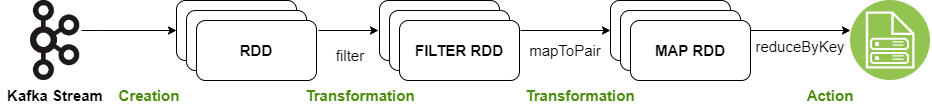 RDD
FILTER RDD
MAP RDD
filter
mapToPair
reduceByKey
Kafka Stream
Creation
Transformation
Transformation
Action